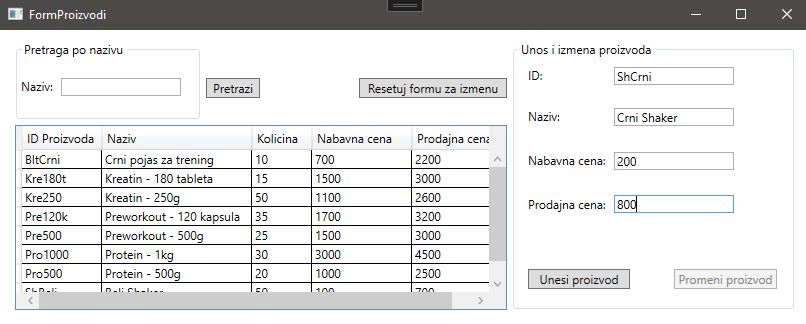 FormProizvodi
Pretraga po nazivu
Naziv:
Pretrazi
Resetuj formu za izmenu
ID Proizvoda Naziv Kolicina Nabavna cena Prodajna cena
BltCrni Crni pojas za trening 10 700 2200
Kre180t Kreatin - 180 tableta 15 1500 3000
Kre250 Kreatin - 250g 50 1100 2600
Pre120k Preworkout - 120 kapsula 35 1700 3200
Pre500 Preworkout - 500g 25 1500 3000
Pro1000 Protein - 1kg 30 3000 4500
Pro500 Protein - 500g 20 1000 2500
ShBeli Beli Shaker 50 100 700
Unos i izmena proizvoda
ID: ShCrni
Naziv: Crni Shaker
Nabavna cena: 200
Prodajna cena: 800
Unesi proizvod
Promeni proizvod